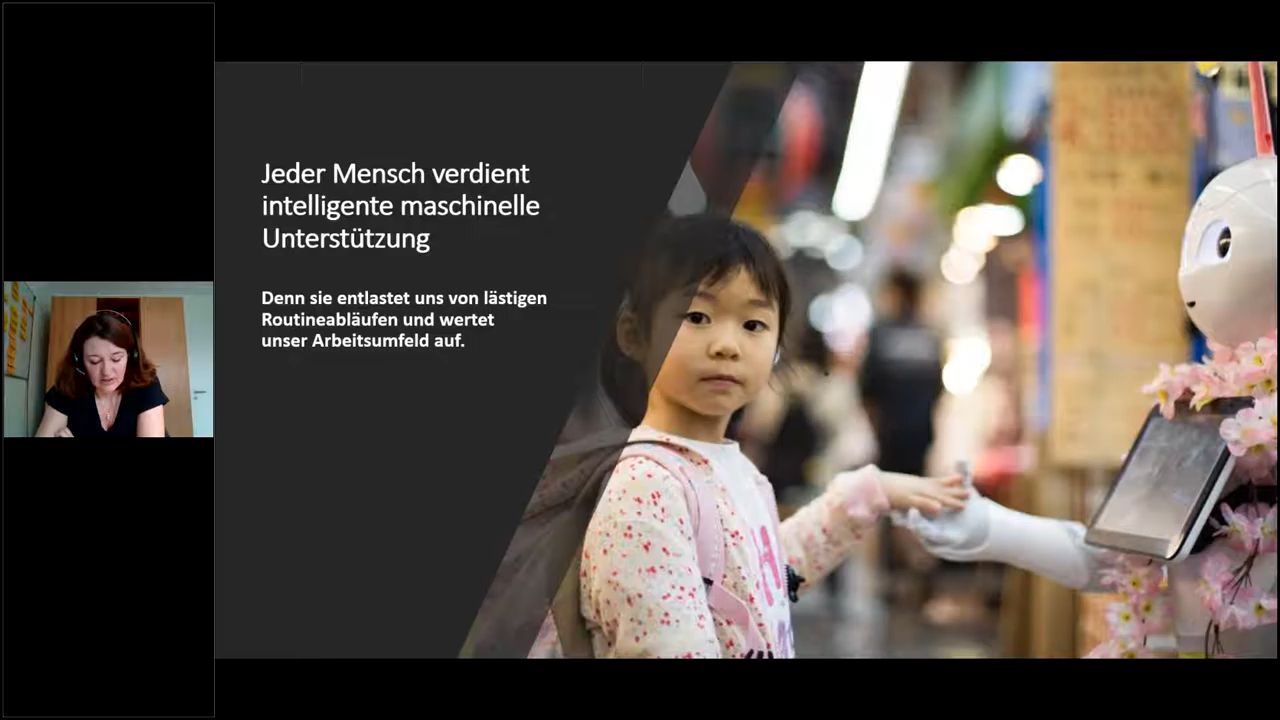 Jeder Mensch verdient
intelligente maschinelle
Unterstützung
Denn sie entlastet uns von lästigen
Routineabläufen und wertet
unser Arbeitsumfeld auf.